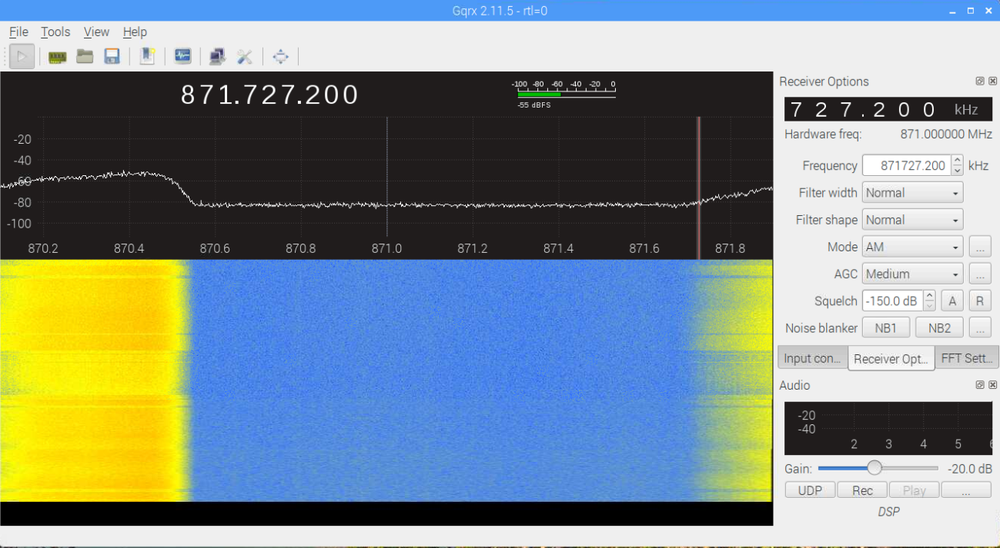 Gqrx 2.11.5 - rtl=0
File Tools View Help
871.727.200
-100 -80 -60 -40 -20 0
-55 dBFS
-20
-40
-60
-80
-100
870.2 870.4 870.6 870.8 871.0 871.2 871.4 871.6 871.8
Receiver Options
727.200 kHz
Hardware freq: 871.000000 MHz
Frequency 871727.200 kHz
Filter width Normal
Filter shape Normal
Mode AM ...
AGC Medium ...
Squelch -150.0 dB A R
Noise blanker NB1 NB2 ...
Input con... Receiver Opt... FFT Sett...
Audio
-20
-40
2 3 4 5
Gain: -20.0 dB
UDP Rec Play ...
DSP